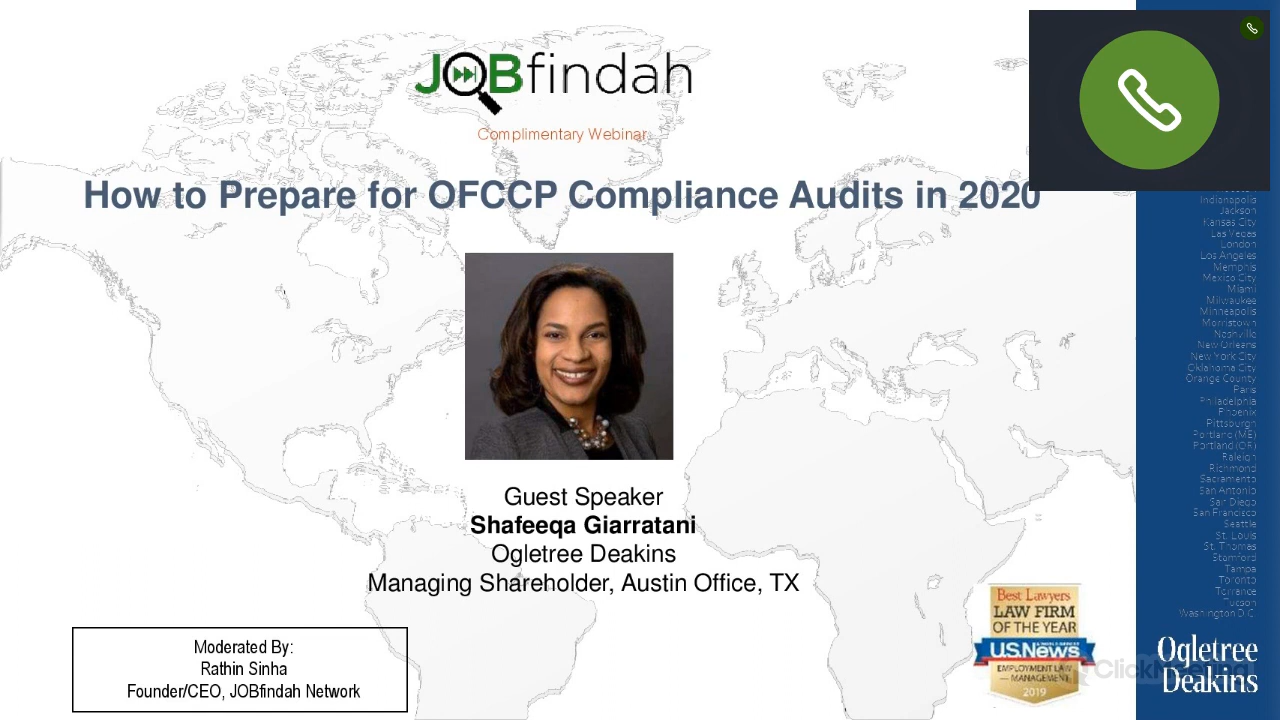 JOBfindah
Complimentary Webinar
How to Prepare for OFCCP Compliance Audits in 2020
Guest Speaker
Shafeeqa Giarratani
Ogletree Deakins
Managing Shareholder, Austin Office, TX
Moderated By:
Rathin Sinha
Founder/CEO, JOBfindah Network
Best Lawyers
LAW FIRM
OF THE YEAR
U.S.News
EMPLOYMENT LAW
— MANAGEMENT
2019
ClickMeeting
Indianapolis
Jackson
Kansas City
Las Vegas
London
Los Angeles
Memphis
Mexico City
Miami
Milwaukee
Minneapolis
Morristown
Nashville
New Orleans
New York City
Oklahoma City
Orange County
Paris
Philadelphia
Phoenix
Pittsburgh
Portland (ME)
Portland (OR)
Raleigh
Richmond
Sacramento
San Antonio
San Diego
San Francisco
Seattle
St. Louis
St. Thomas
Stamford
Tampa
Toronto
Torrance
Tucson
Washington D.C.
Ogletree
Deakins